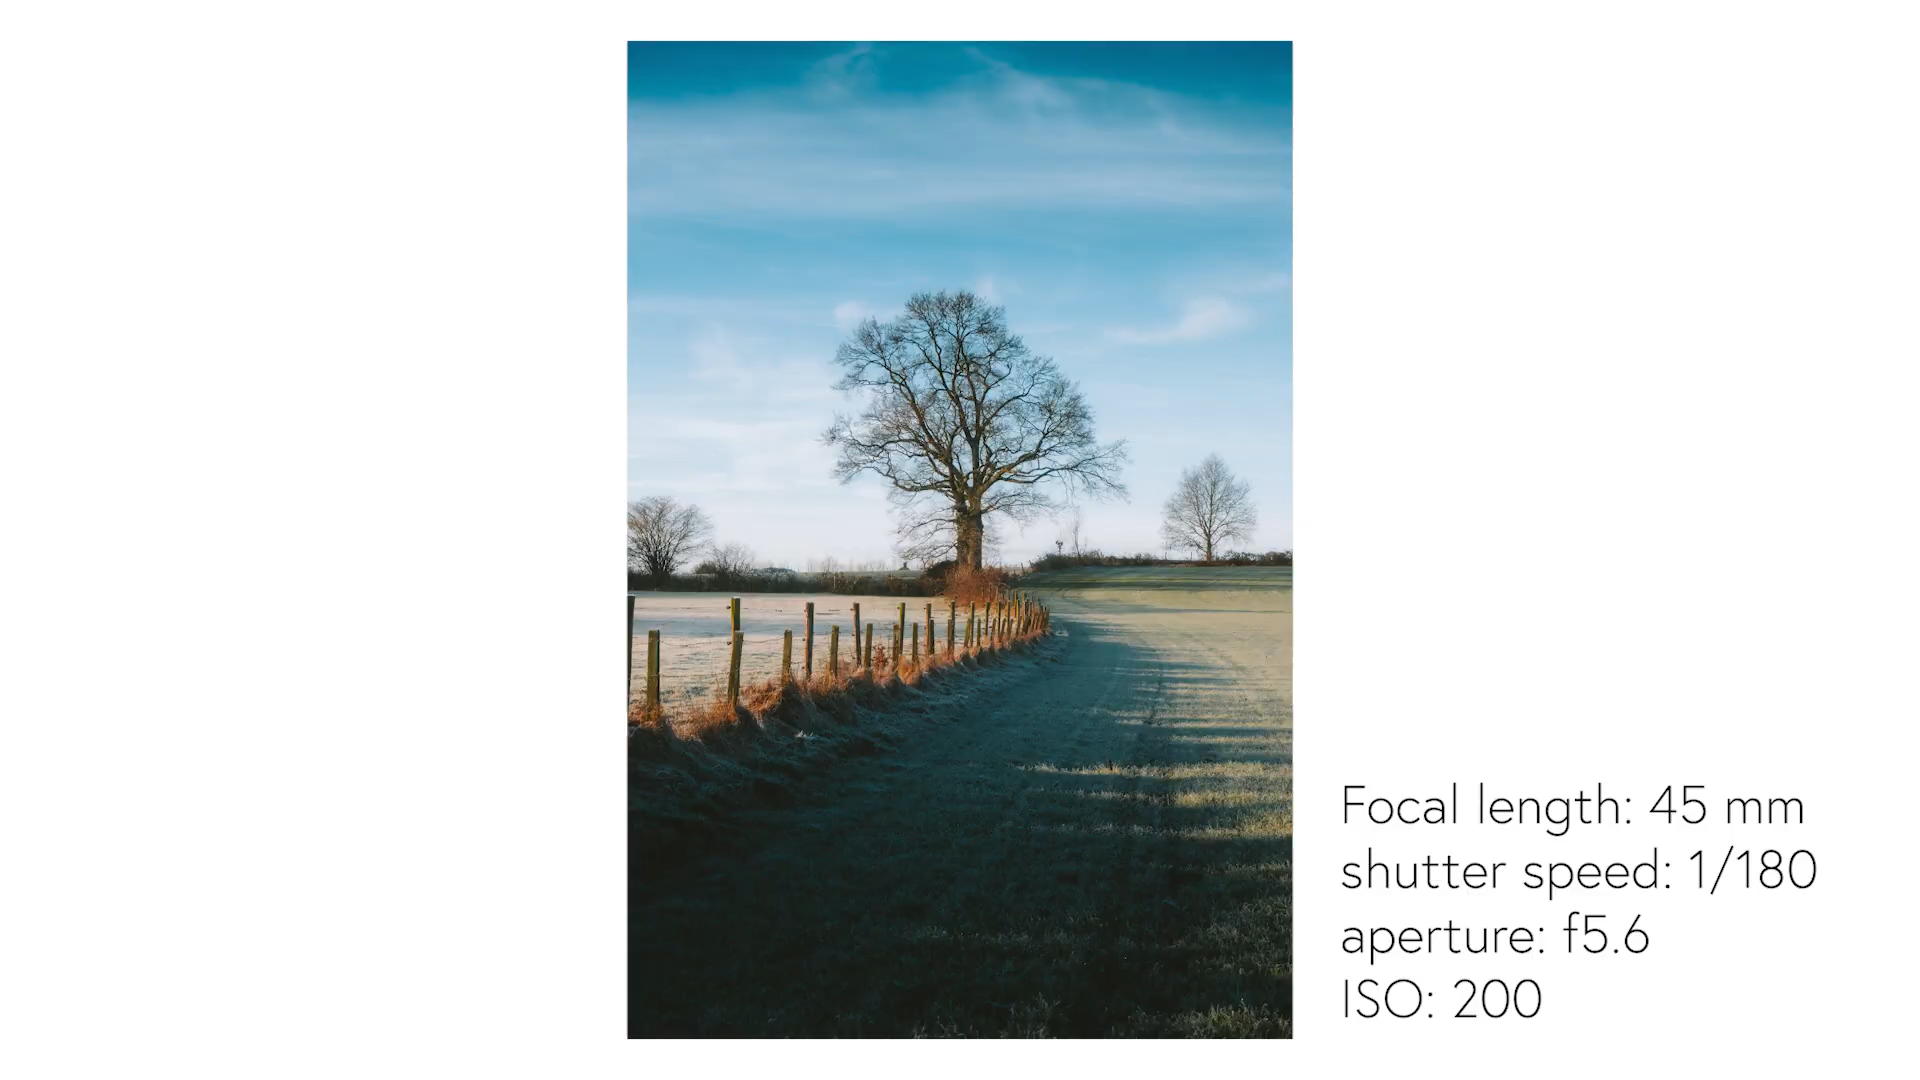 Focal length: 45 mm
shutter speed: 1/180
aperture: f5.6
ISO: 200